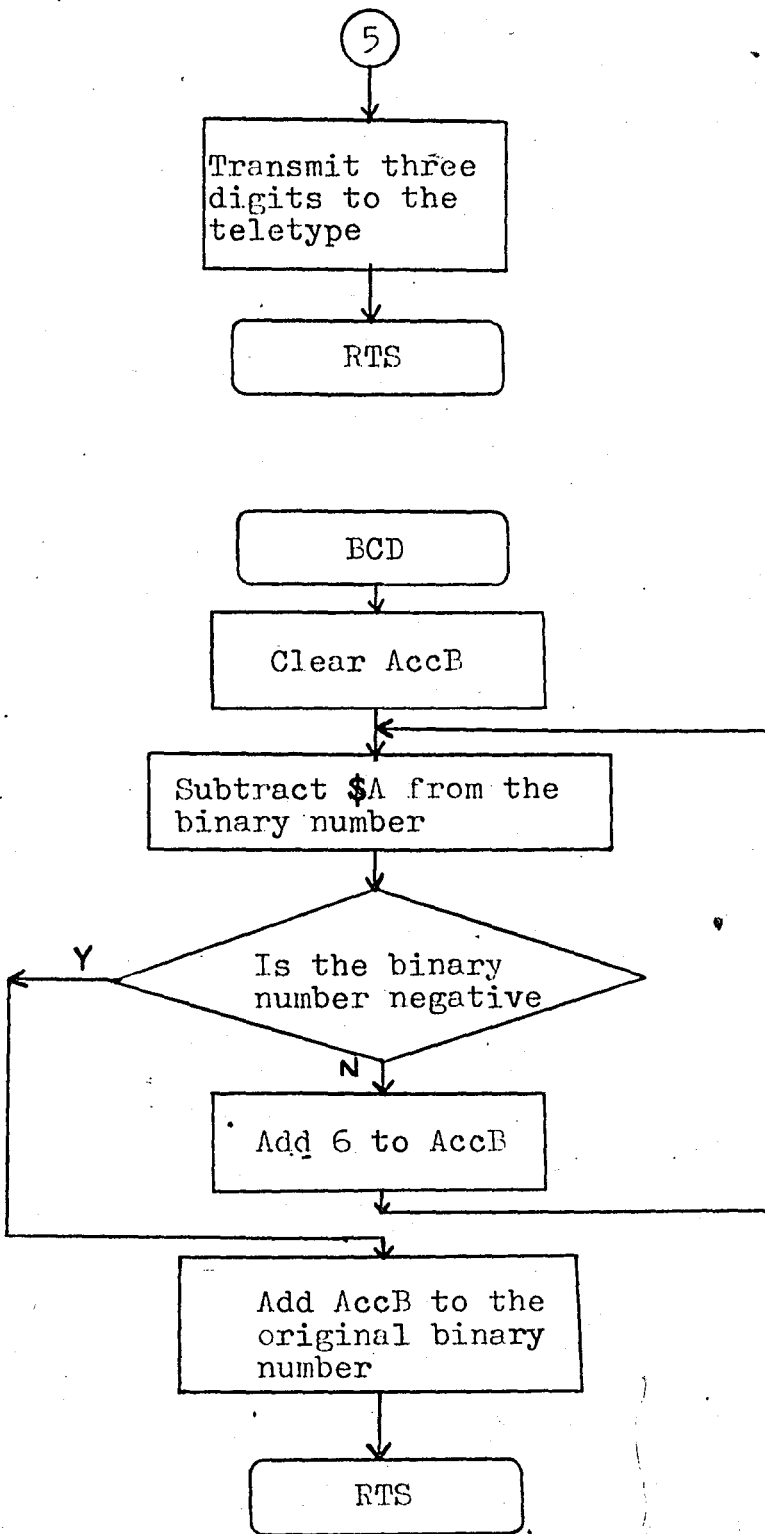 5
Transmit three
digits to the
teletype
RTS
BCD
Clear AccB
Subtract $A from the
binary number
Y
Is the binary
number negative
N
Add 6 to AccB
Add AccB to the
original binary
number
RTS